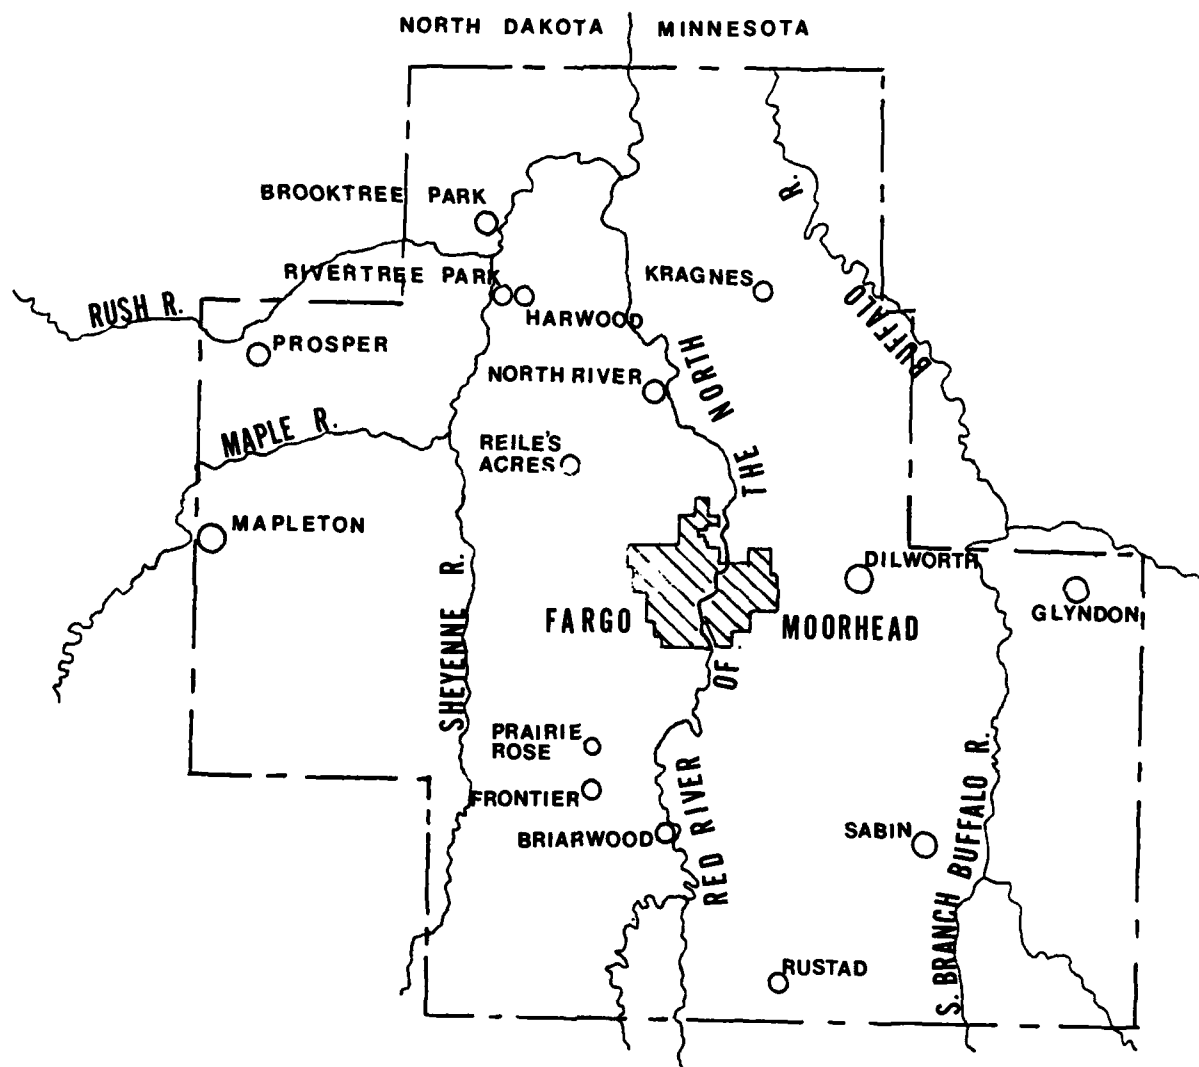 NORTH DAKOTA
MINNESOTA
BROOKTREE PARK
R.
RIVERTREE PARK
KRAGNES
RUSH R.
HARWOOD
BUFFALO
PROSPER
NORTH RIVER
NORTH
MAPLE R.
REILE'S
ACRES
THE
MAPLETON
DILWORTH
SHEYENNE R.
FARGO
MOORHEAD
GLYNDON
OF
PRAIRIE
ROSE
FRONTIER
RED RIVER
BRIARWOOD
SABIN
S. BRANCH BUFFALO R.
RUSTAD